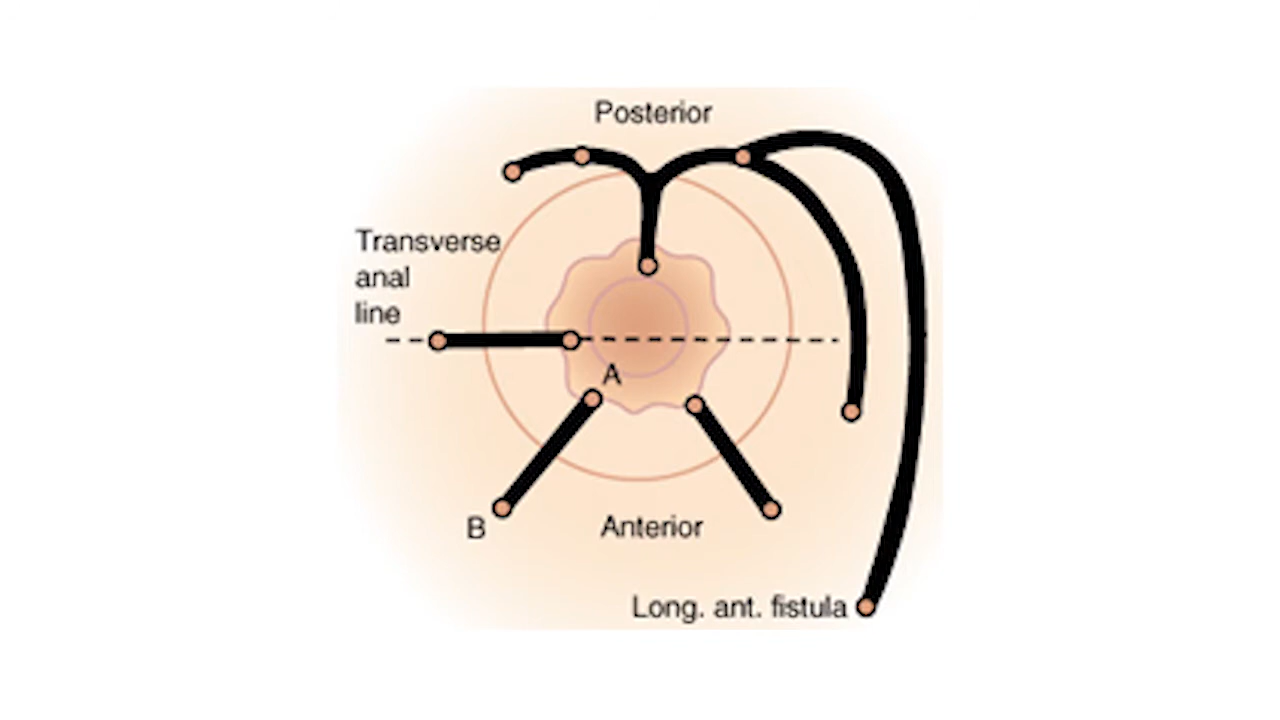 Posterior
Transverse
anal
line
A
B
Anterior
Long. ant. fistula